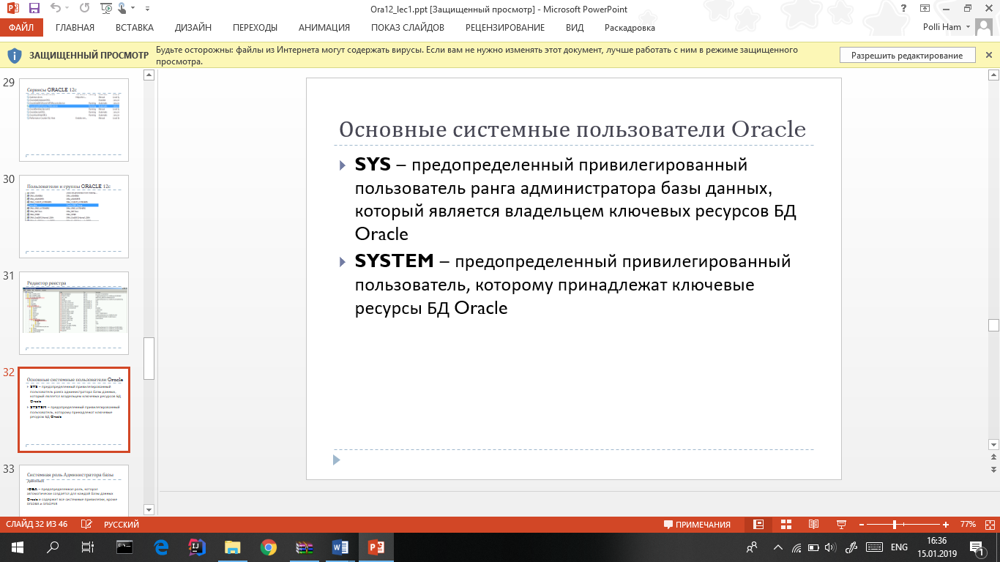 Ora12_lec1.ppt [Защищенный просмотр] - Microsoft PowerPoint
ФАЙЛ ГЛАВНАЯ ВСТАВКА ДИЗАЙН ПЕРЕХОДЫ АНИМАЦИЯ ПОКАЗ СЛАЙДОВ РЕЦЕНЗИРОВАНИЕ ВИД Раскадровка
Polli Ham
ЗАЩИЩЕННЫЙ ПРОСМОТР
Будьте осторожны: файлы из Интернета могут содержать вирусы. Если вам не нужно изменять этот документ, лучше работать с ним в режиме защищенного
просмотра.
Разрешить редактирование
29
Сервисы ORACLE 12c
30
Пользователи и группы ORACLE 12c
31
Редактор реестра
32
Основные системные пользователи Oracle
SYS – предопределенный привилегированный
пользователь ранга администратора базы данных,
который является владельцем ключевых ресурсов БД
Oracle
SYSTEM – предопределенный привилегированный
пользователь, которому принадлежат ключевые
ресурсы БД Oracle
33
Системная роль Администратора базы
данных
DBA – предопределенная роль, которая
автоматически создается для каждой базы данных
Oracle и содержит все системные привилегии, кроме
SYSDBA и SYSOPER
Основные системные пользователи Oracle
SYS – предопределенный привилегированный
пользователь ранга администратора базы данных,
который является владельцем ключевых ресурсов БД
Oracle
SYSTEM – предопределенный привилегированный
пользователь, которому принадлежат ключевые
ресурсы БД Oracle
СЛАЙД 32 ИЗ 46 РУССКИЙ
ПРИМЕЧАНИЯ
77%
ENG
16:36
15.01.2019
1